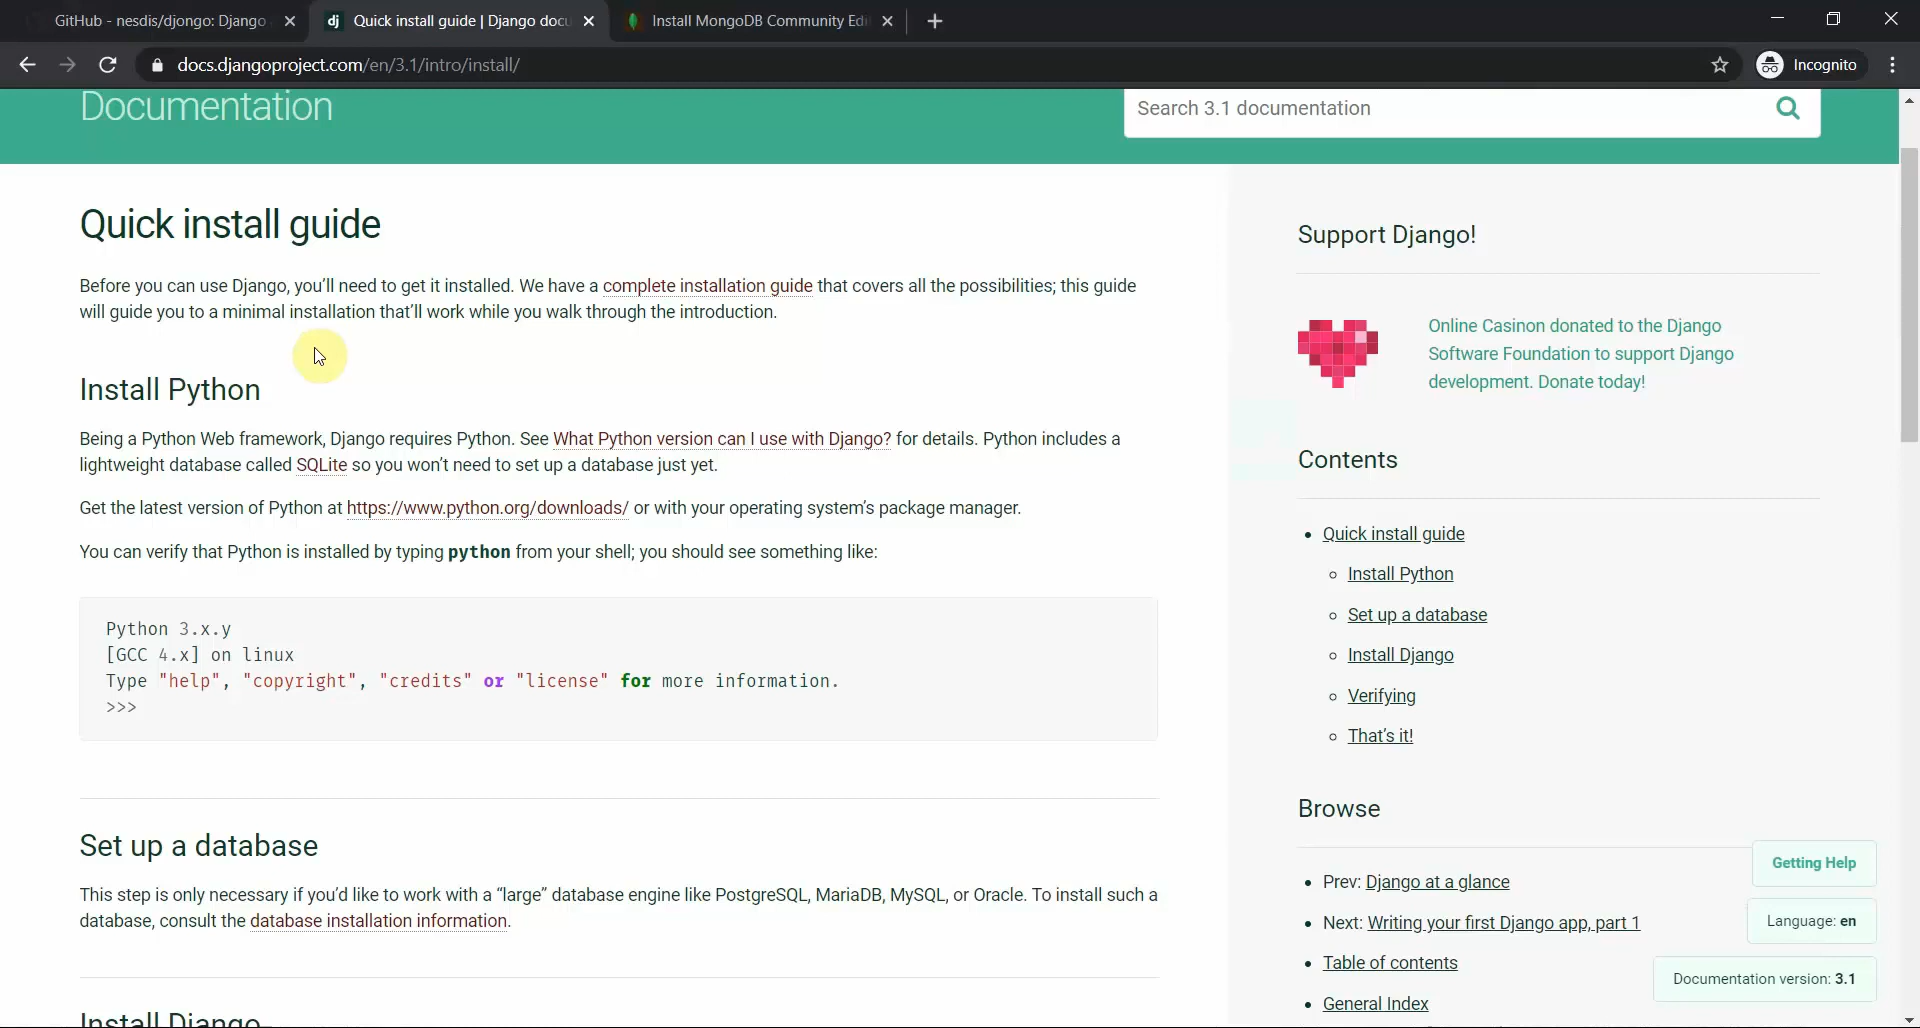 GitHub - nesdis/djongo: Django
dj Quick install guide | Django docu
Install MongoDB Community Edi
docs.djangoproject.com/en/3.1/intro/install/
Incognito
Documentation
Search 3.1 documentation
Quick install guide
Before you can use Django, you'll need to get it installed. We have a complete installation guide that covers all the possibilities; this guide
will guide you to a minimal installation that'll work while you walk through the introduction.
Install Python
Being a Python Web framework, Django requires Python. See What Python version can I use with Django? for details. Python includes a
lightweight database called SQLite so you won't need to set up a database just yet.
Get the latest version of Python at https://www.python.org/downloads/ or with your operating system's package manager.
You can verify that Python is installed by typing python from your shell; you should see something like:
Python 3.x.y
[GCC 4.x] on linux
Type "help", "copyright", "credits" or "license" for more information.
>>>
Set up a database
This step is only necessary if you'd like to work with a “large” database engine like PostgreSQL, MariaDB, MySQL, or Oracle. To install such a
database, consult the database installation information.
Install Django
Support Django!
Online Casinon donated to the Django
Software Foundation to support Django
development. Donate today!
Contents
Quick install guide
Install Python
Set up a database
Install Django
Verifying
That's it!
Browse
Prev: Django at a glance
Next: Writing your first Django app, part 1
Table of contents
General Index
Getting Help
Language: en
Documentation version: 3.1